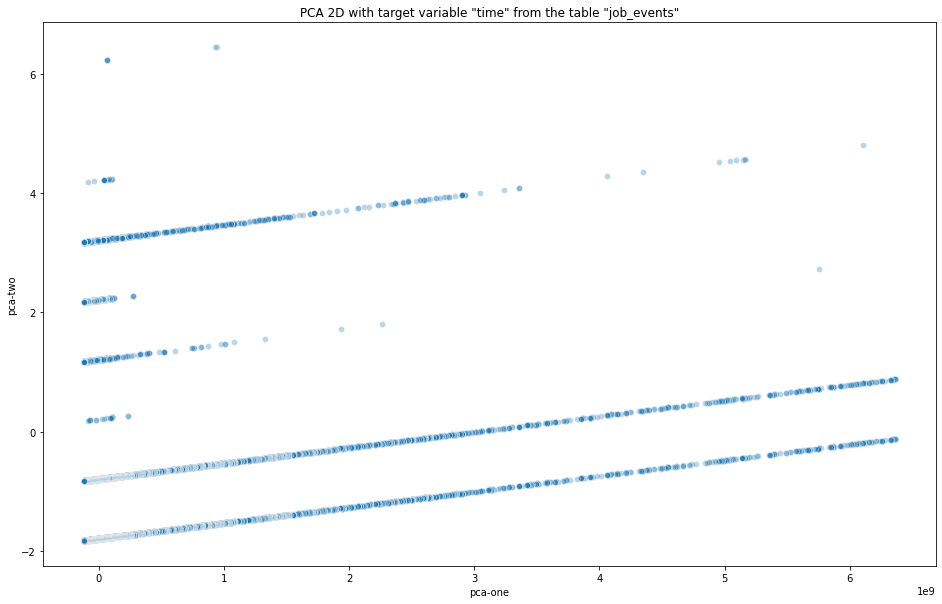 PCA 2D with target variable "time" from the table "job_events"
6
4
2
0
−2
pca-two
0 1 2 3 4 5 6
1e9
pca-one